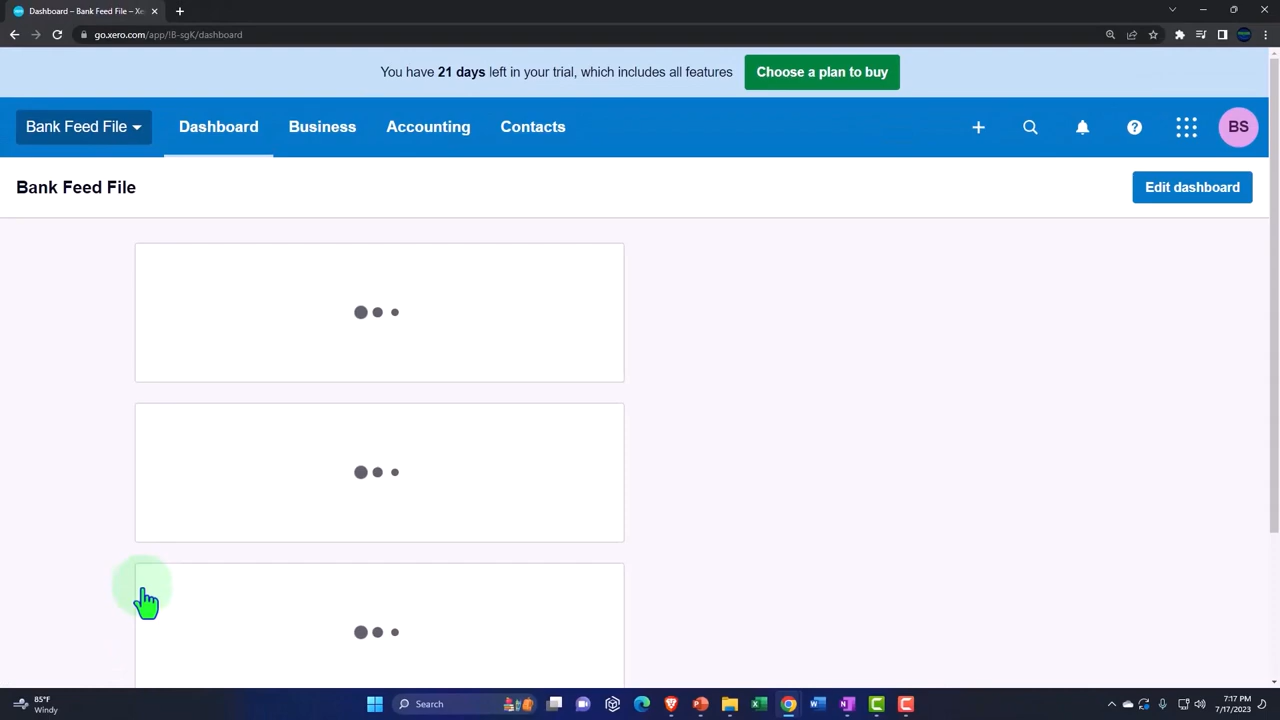 Dashboard – Bank Feed File – Xe
go.xero.com/app/!8-sgK/dashboard
You have 21 days left in your trial, which includes all features
Choose a plan to buy
Bank Feed File
Dashboard
Business
Accounting
Contacts
BS
Bank Feed File
Edit dashboard
85°F
Windy
Search
7:17 PM
7/17/2023